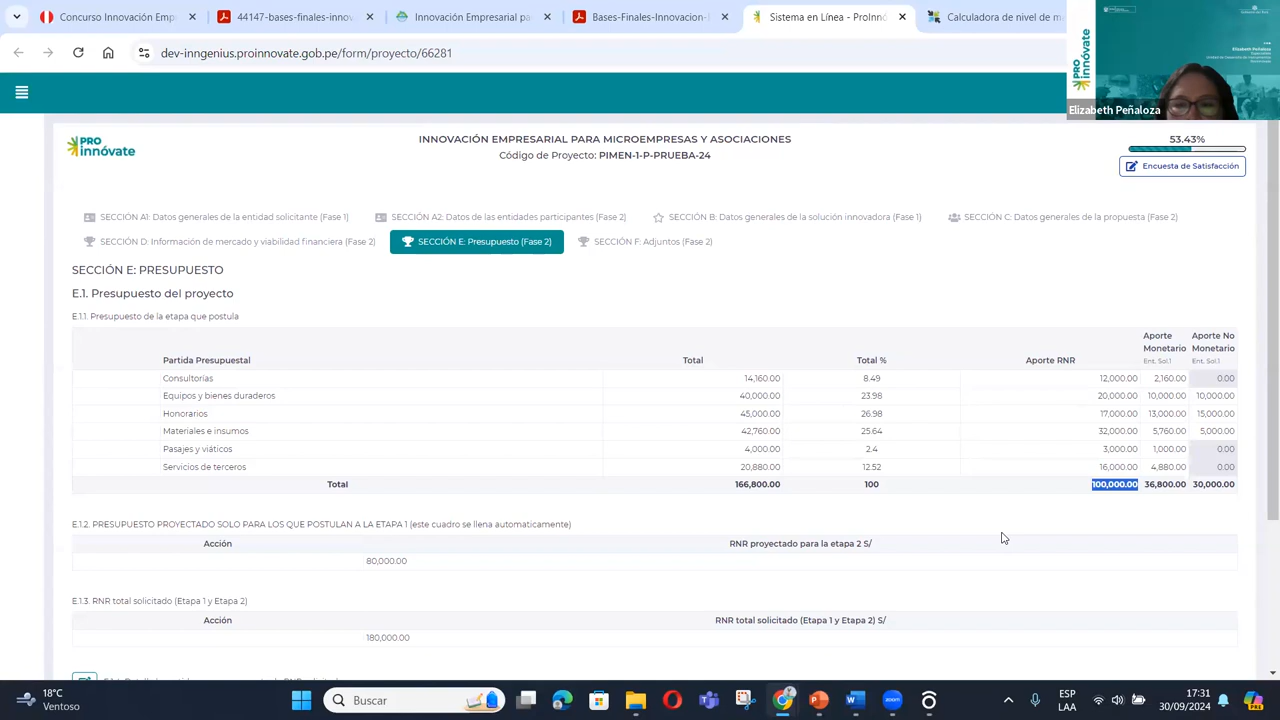 Concurso Innovación Emp
44147-bases-finales-innov
Innovación Empresarial pa
Bases-Finales-Innovacion-
Sistema en Línea - ProInnó
Calculadora de nivel de m
dev-inngenius.proinnovate.gob.pe/form/proyecto/66281
PRO
innóvate
Elizabeth Peñaloza
Elizabeth Peñaloza
PRO
innóvate
INNOVACIÓN EMPRESARIAL PARA MICROEMPRESAS Y ASOCIACIONES
Código de Proyecto: PIMEN-1-P-PRUEBA-24
53.43%
Encuesta de Satisfacción
SECCIÓN A1: Datos generales de la entidad solicitante (Fase 1)
SECCIÓN A2: Datos de las entidades participantes (Fase 2)
SECCIÓN B: Datos generales de la solución innovadora (Fase 1)
SECCIÓN C: Datos generales de la propuesta (Fase 2)
SECCIÓN D: Información de mercado y viabilidad financiera (Fase 2)
SECCIÓN E: Presupuesto (Fase 2)
SECCIÓN F: Adjuntos (Fase 2)
SECCIÓN E: PRESUPUESTO
E.1. Presupuesto del proyecto
E.1.1. Presupuesto de la etapa que postula
Partida Presupuestal Total Total % Aporte RNR Aporte Monetario Ent. Sol.1 Aporte No Monetario Ent. Sol.1
Consultorías 14,160.00 8.49 12,000.00 2,160.00 0.00
Equipos y bienes duraderos 40,000.00 23.98 20,000.00 10,000.00 10,000.00
Honorarios 45,000.00 26.98 17,000.00 13,000.00 15,000.00
Materiales e insumos 42,760.00 25.64 32,000.00 5,760.00 5,000.00
Pasajes y viáticos 4,000.00 2.4 3,000.00 1,000.00 0.00
Servicios de terceros 20,880.00 12.52 16,000.00 4,880.00 0.00
Total 166,800.00 100 100,000.00 36,800.00 30,000.00
E.1.2. PRESUPUESTO PROYECTADO SOLO PARA LOS QUE POSTULAN A LA ETAPA 1 (este cuadro se llena automaticamente)
Acción RNR proyectado para la etapa 2 S/
80,000.00
E.1.3. RNR total solicitado (Etapa 1 y Etapa 2)
Acción RNR total solicitado (Etapa 1 y Etapa 2) S/
180,000.00
18°C
Ventoso
Buscar
ESP
LAA
17:31
30/09/2024